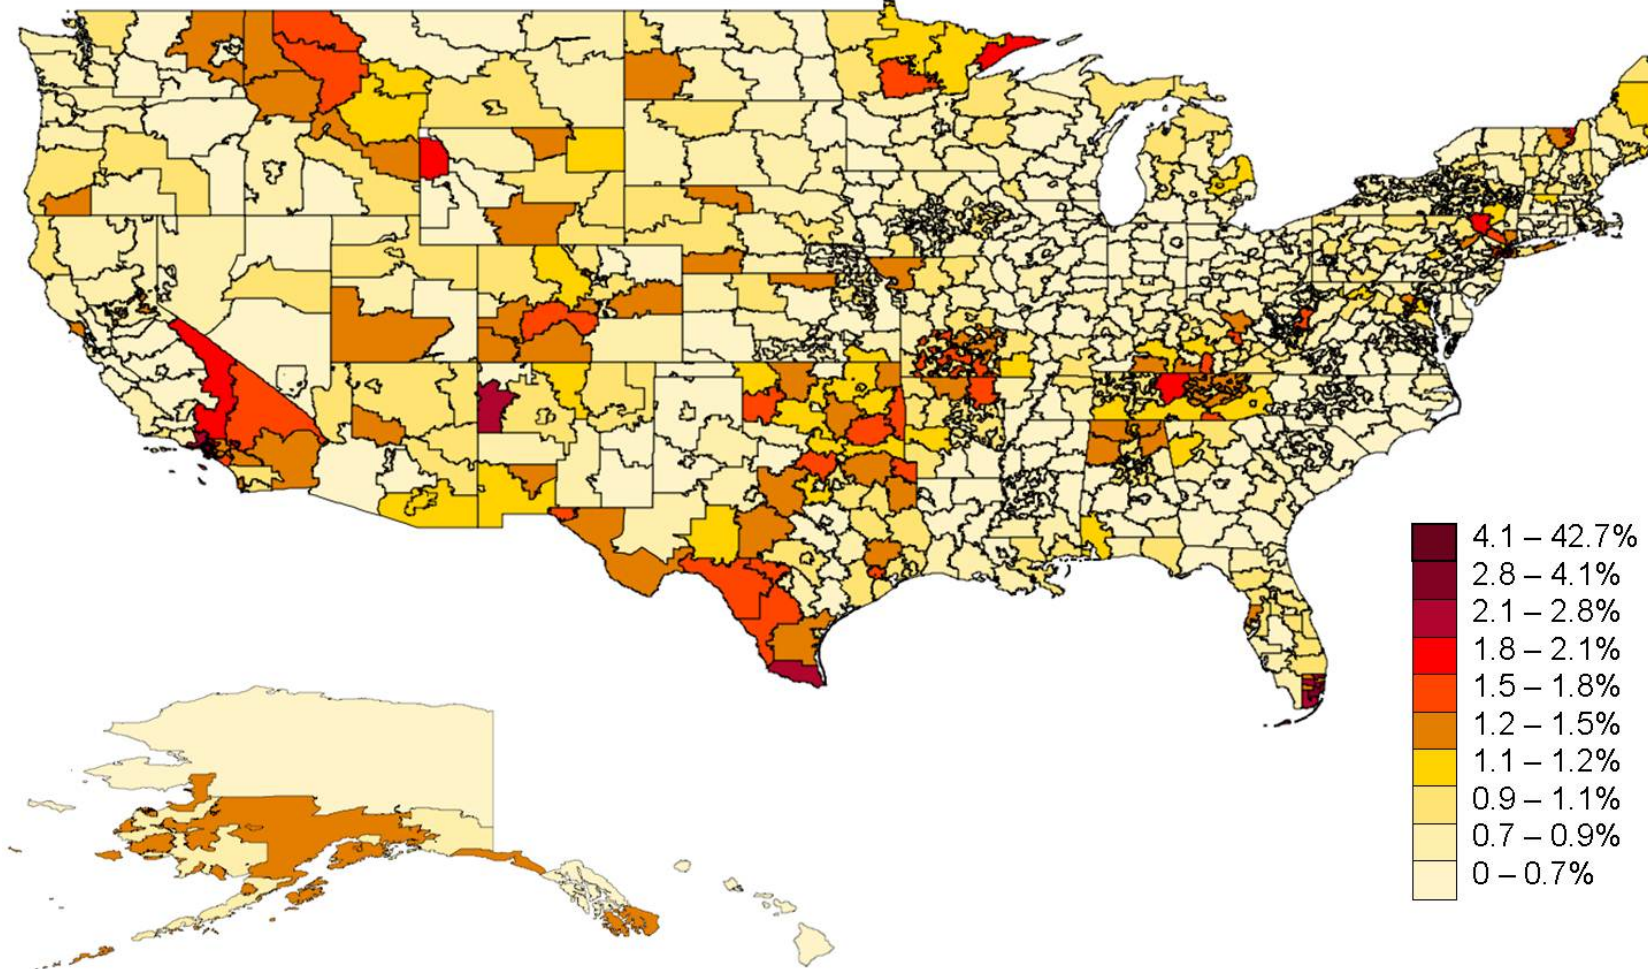 4.1 – 42.7%
2.8 – 4.1%
2.1 – 2.8%
1.8 – 2.1%
1.5 – 1.8%
1.2 – 1.5%
1.1 – 1.2%
0.9 – 1.1%
0.7 – 0.9%
0 – 0.7%